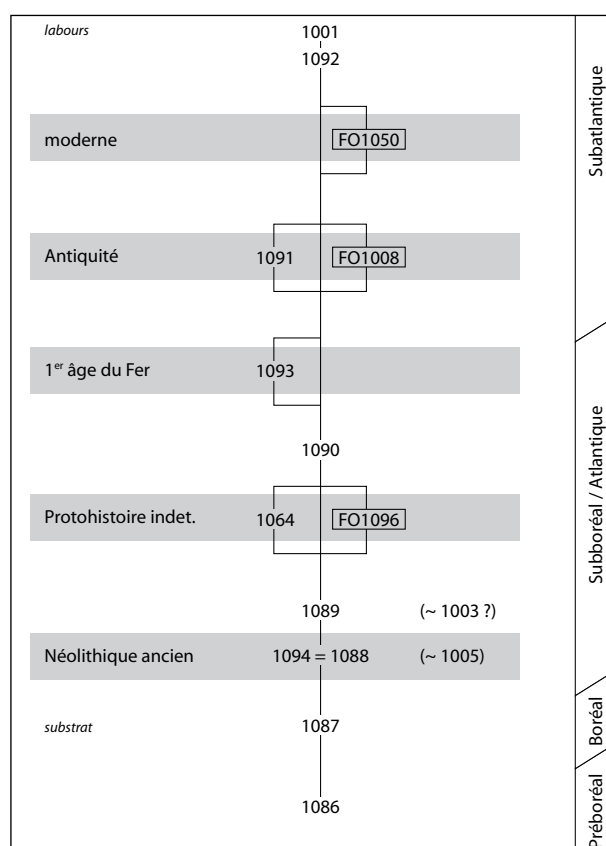 labours 1001
1092
moderne FO1050
Antiquité 1091 FO1008
1er âge du Fer 1093
1090
Protohistoire indet. 1064 FO1096
1089 (~ 1003 ?)
Néolithique ancien 1094 = 1088 (~ 1005)
substrat 1087
1086
Subatlantique
Subboréal / Atlantique
Boréal
Préboréal